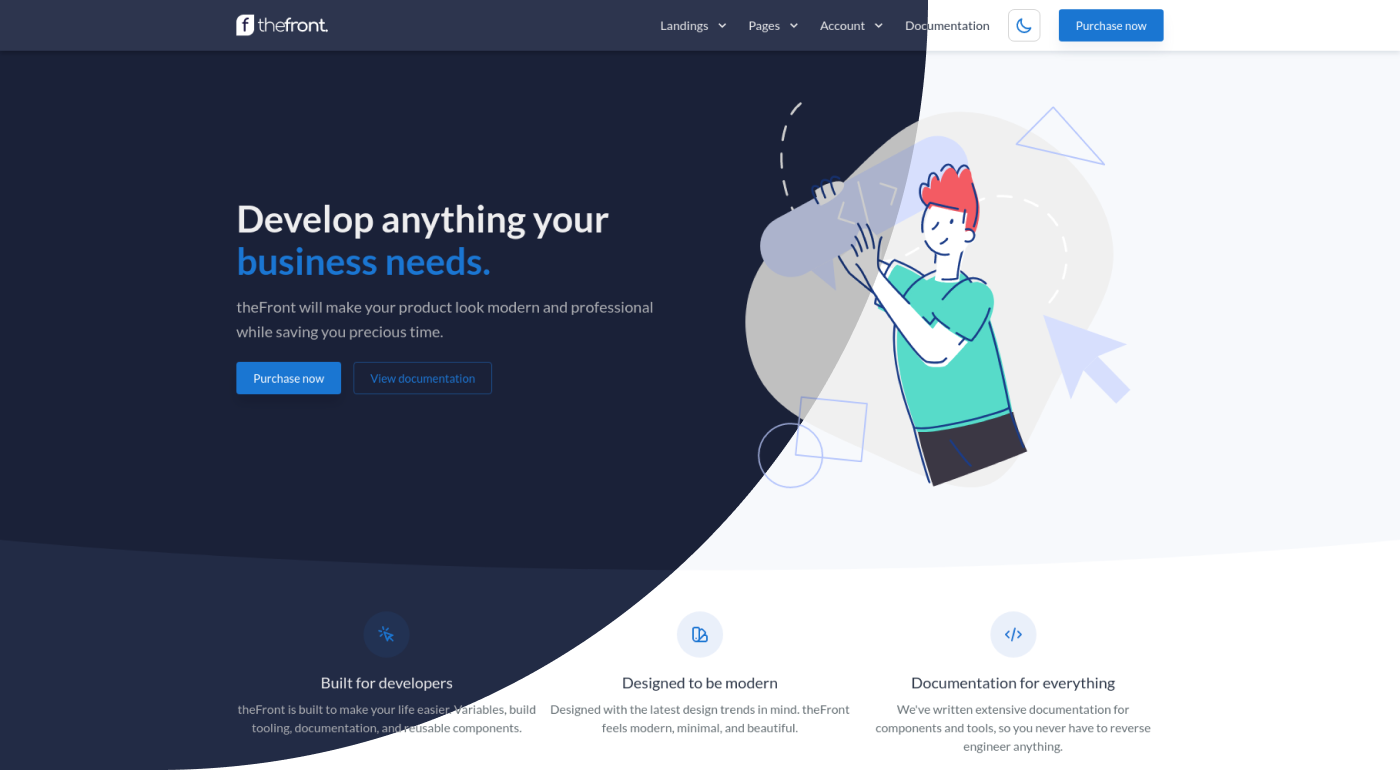 thefront.
Landings
Pages
Account
Documentation
Purchase now
Develop anything your
business needs.
theFront will make your product look modern and professional
while saving you precious time.
Purchase now
View documentation
Built for developers
theFront is built to make your life easier. Variables, build
tooling, documentation, and reusable components.
Designed to be modern
Designed with the latest design trends in mind. theFront
feels modern, minimal, and beautiful.
Documentation for everything
We've written extensive documentation for
components and tools, so you never have to reverse
engineer anything.